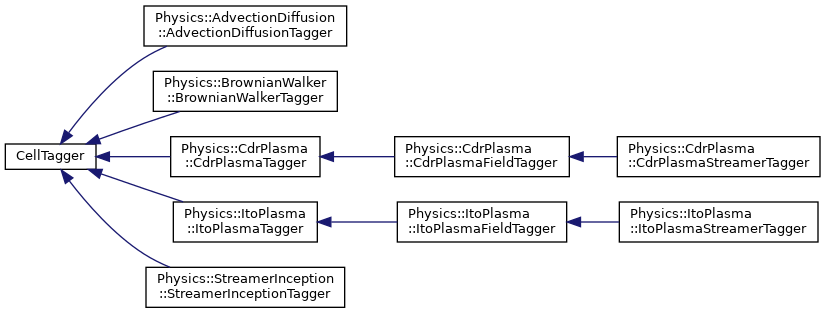 Physics::AdvectionDiffusion
::AdvectionDiffusionTagger
Physics::BrownianWalker
::BrownianWalkerTagger
CellTagger
Physics::CdrPlasma
::CdrPlasmaTagger
Physics::CdrPlasma
::CdrPlasmaFieldTagger
Physics::CdrPlasma
::CdrPlasmaStreamerTagger
Physics::ItoPlasma
::ItoPlasmaTagger
Physics::ItoPlasma
::ItoPlasmaFieldTagger
Physics::ItoPlasma
::ItoPlasmaStreamerTagger
Physics::StreamerInception
::StreamerInceptionTagger